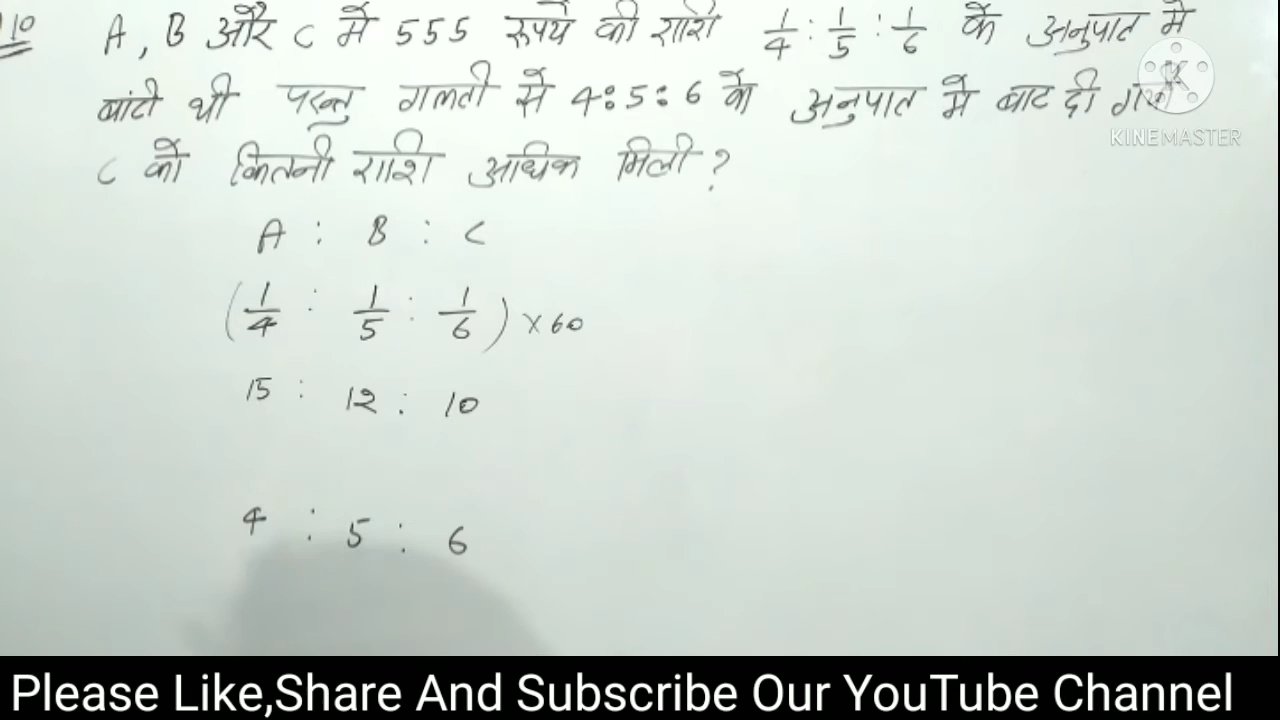 10 A, B और C में 555 रूपये की राशि 1/4 : 1/5 : 1/6 के अनुपात में
बांटी थी परन्तु गलती से 4:5:6 के अनुपात में बाट दी
C को कितनी राशि अधिक मिली?
KINEMASTER
A : B : C
(1/4 : 1/5 : 1/6) × 60
15 : 12 : 10
4 : 5 : 6
Please Like,Share And Subscribe Our YouTube Channel